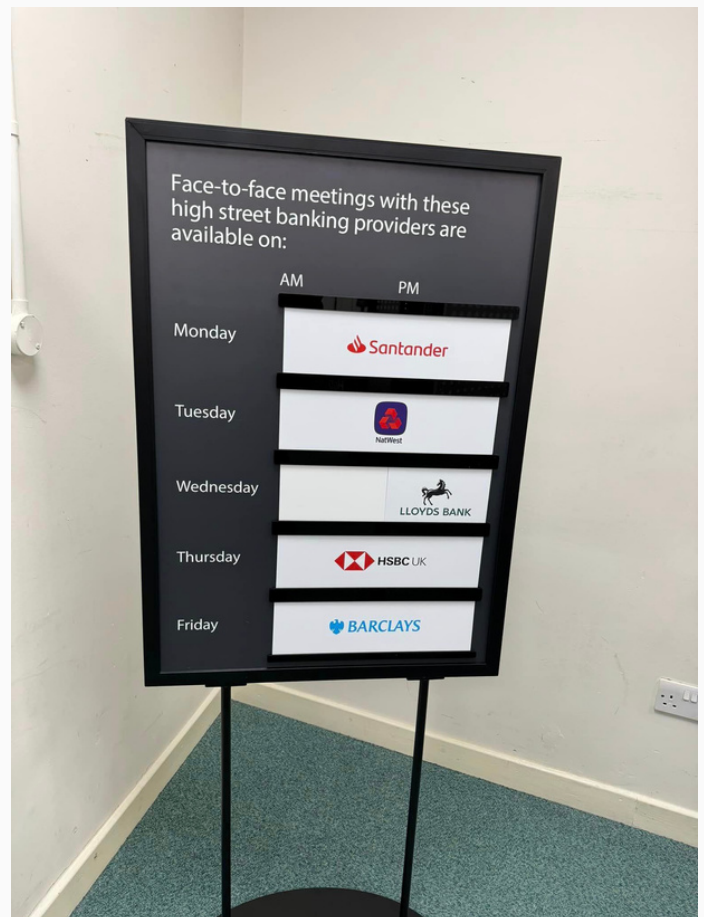 Face-to-face meetings with these
high street banking providers are
available on:
AM PM
Monday Santander
Tuesday NatWest
Wednesday LLOYDS BANK
Thursday HSBC UK
Friday BARCLAYS